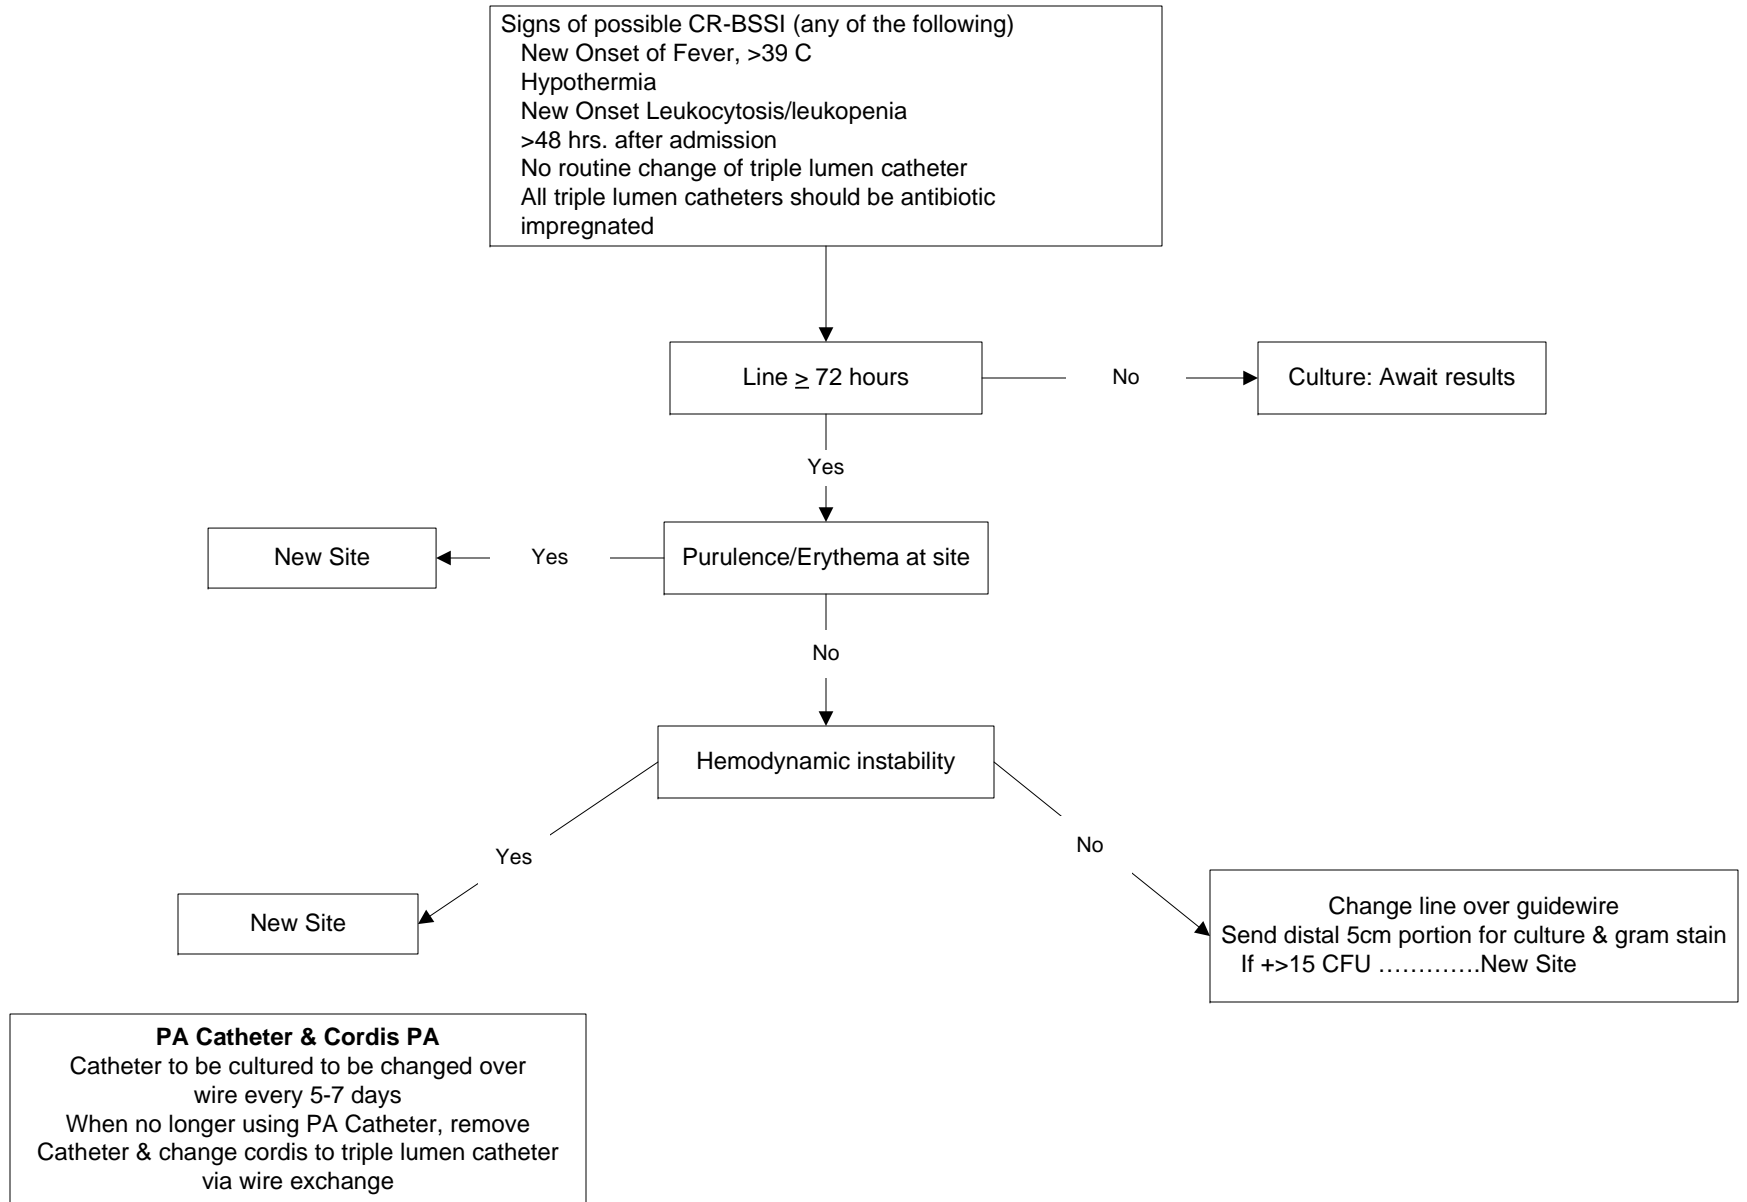 Signs of possible CR-BSSI (any of the following)
New Onset of Fever, >39 C
Hypothermia
New Onset Leukocytosis/leukopenia
>48 hrs. after admission
No routine change of triple lumen catheter
All triple lumen catheters should be antibiotic
impregnated
Line ≥ 72 hours
No
Culture: Await results
Yes
New Site
Yes
Purulence/Erythema at site
No
Hemodynamic instability
Yes
No
New Site
Change line over guidewire
Send distal 5cm portion for culture & gram stain
If +>15 CFU ………….New Site
PA Catheter & Cordis PA
Catheter to be cultured to be changed over
wire every 5-7 days
When no longer using PA Catheter, remove
Catheter & change cordis to triple lumen catheter
via wire exchange